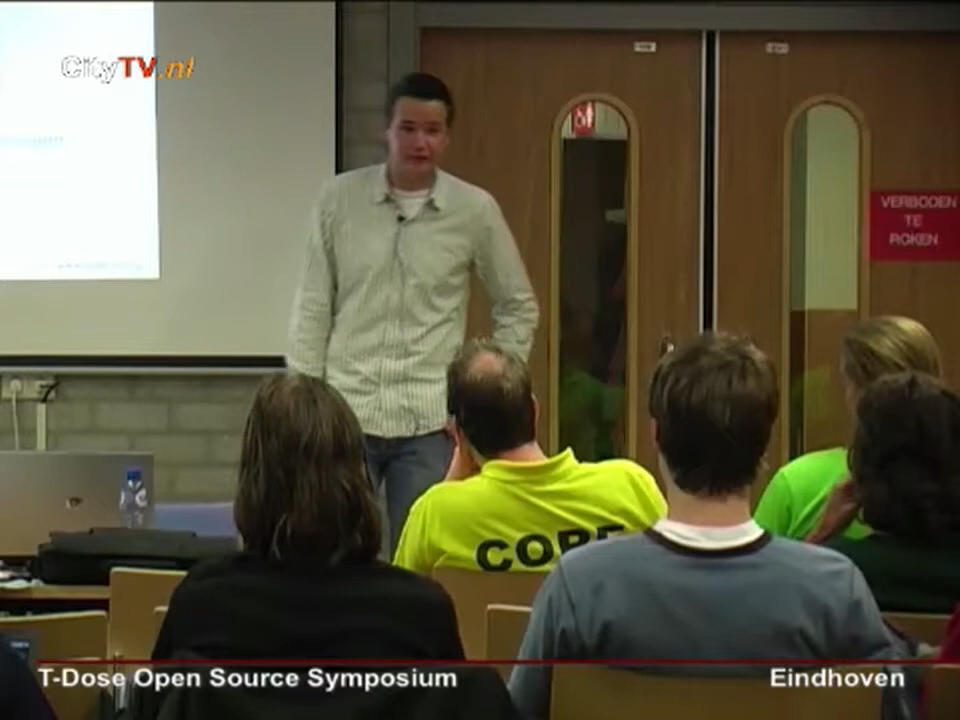 CityTV.nl
VERBODEN
TE
ROKEN
CORE
T-Dose Open Source Symposium
Eindhoven